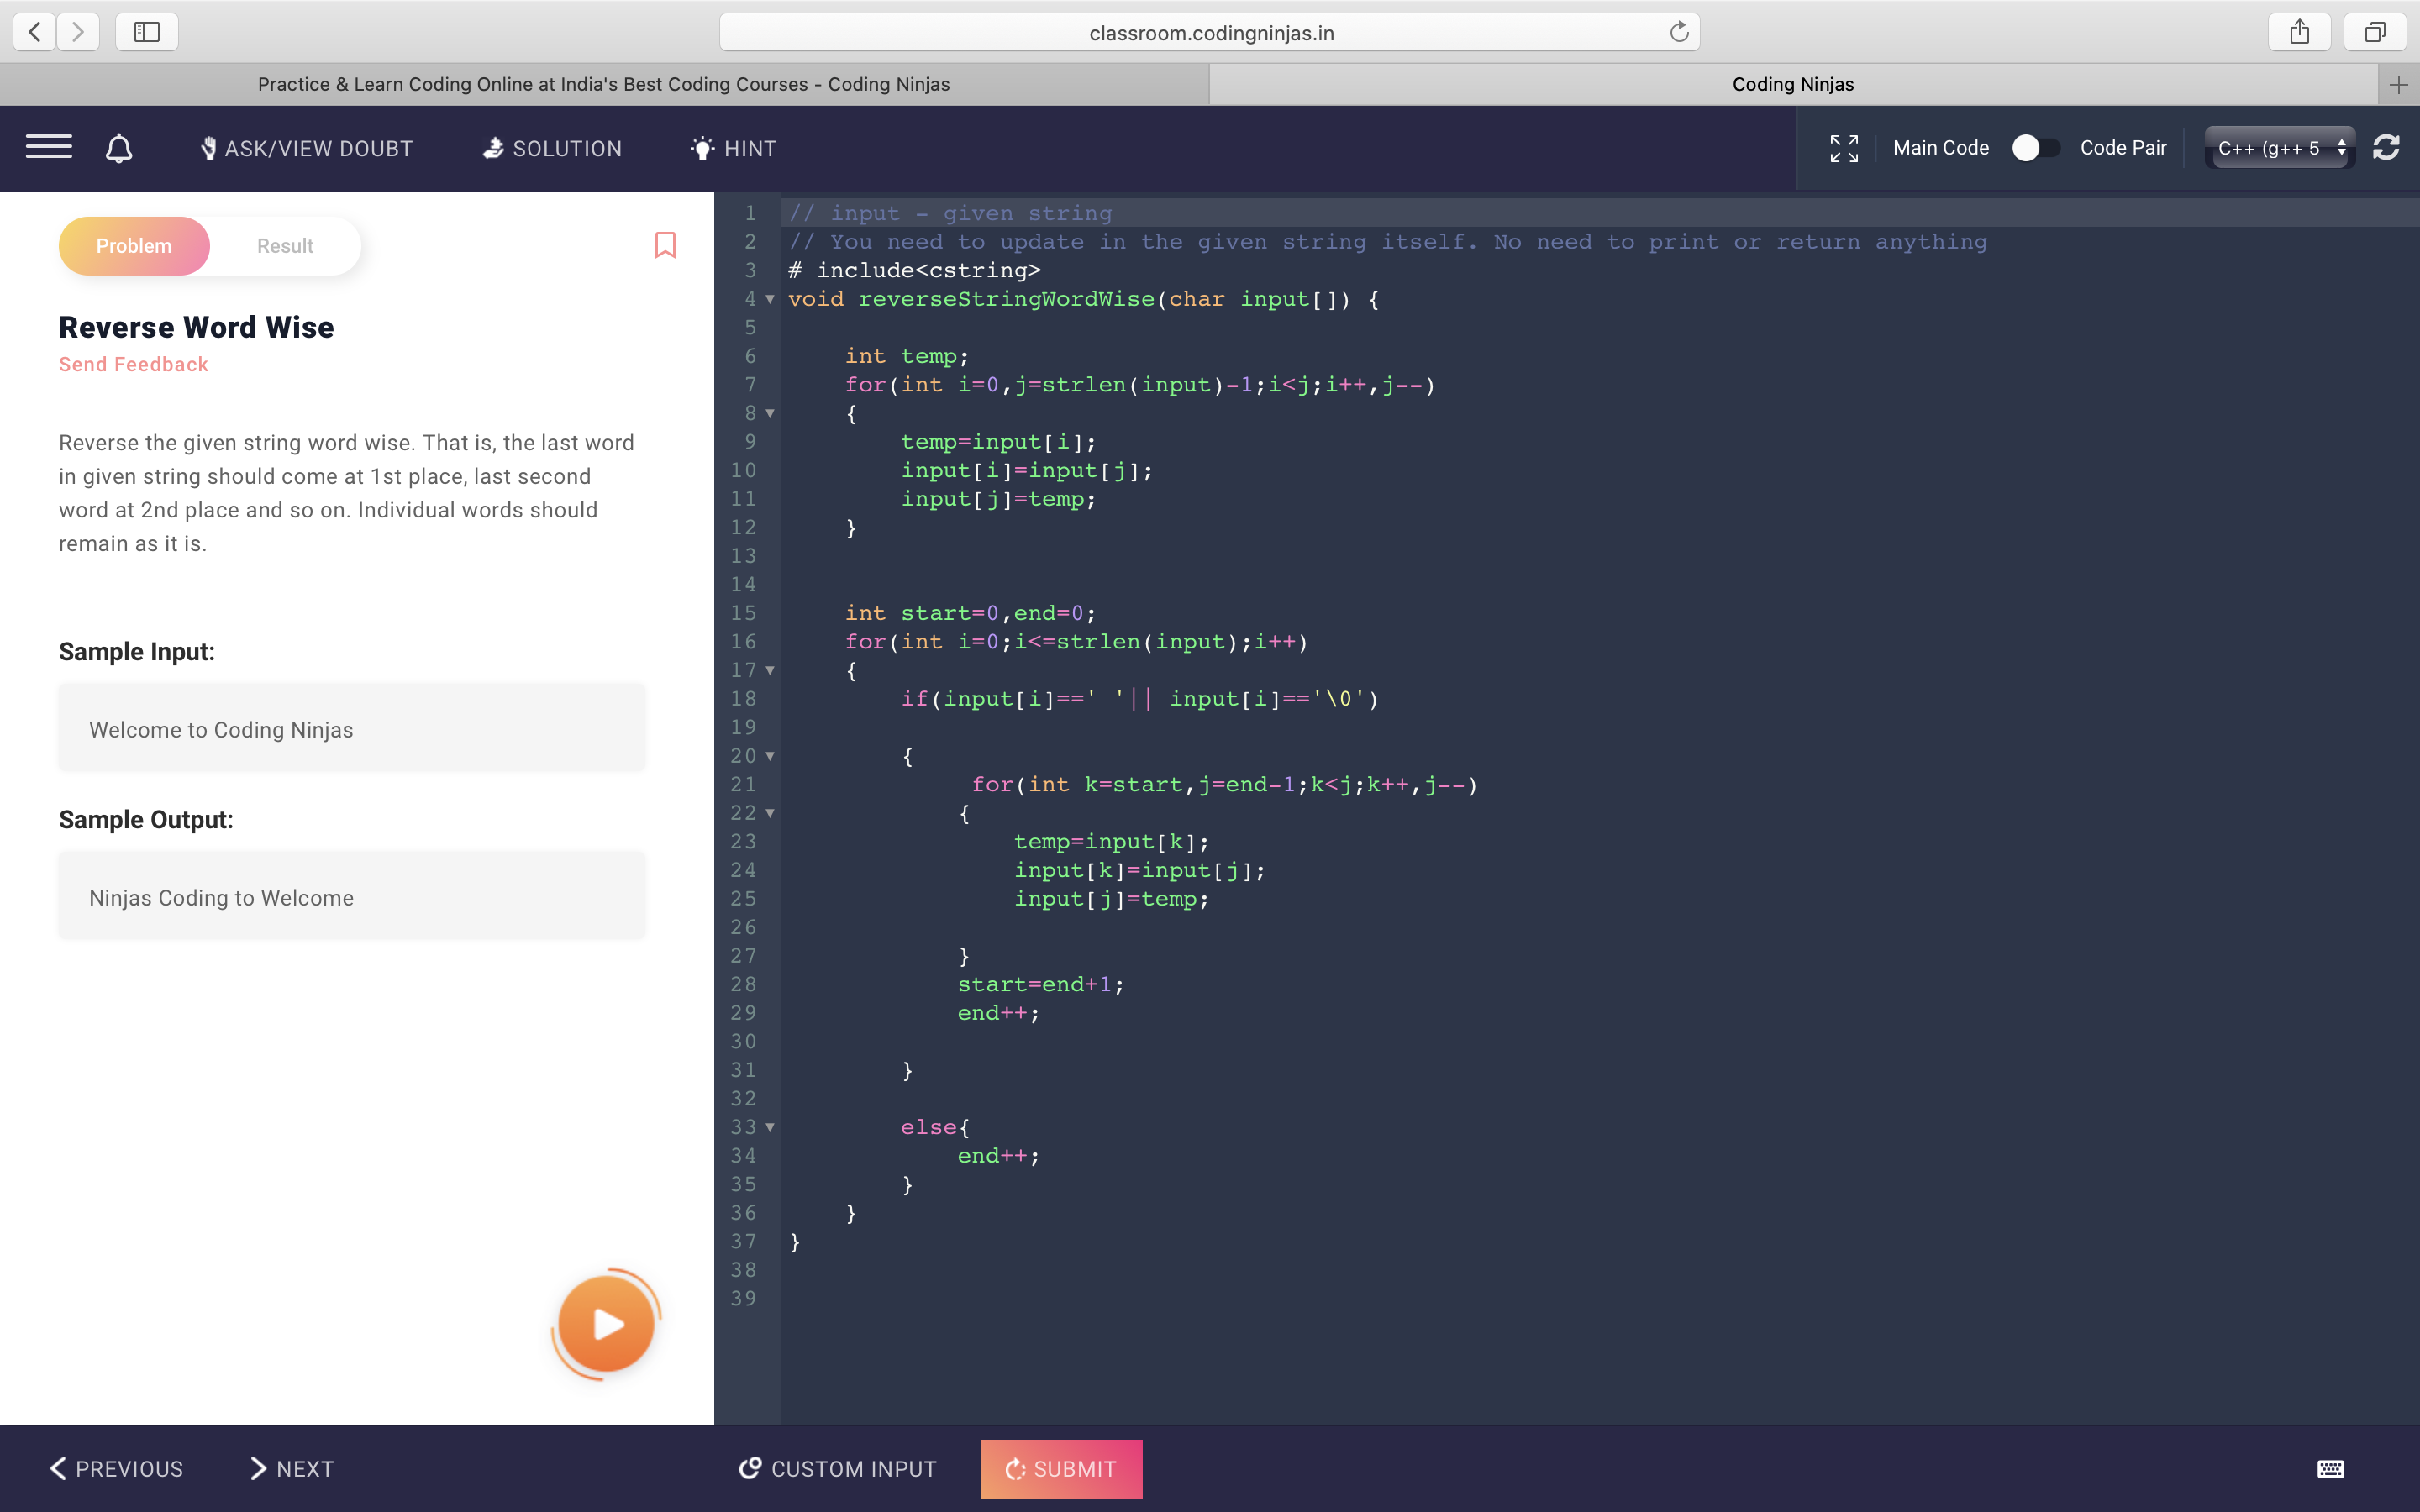 classroom.codingninjas.in
Practice & Learn Coding Online at India's Best Coding Courses - Coding Ninjas
Coding Ninjas
ASK/VIEW DOUBT
SOLUTION
HINT
Main Code
Code Pair
C++ (g++ 5
Problem
Result
Reverse Word Wise
Send Feedback
Reverse the given string word wise. That is, the last word
in given string should come at 1st place, last second
word at 2nd place and so on. Individual words should
remain as it is.
Sample Input:
Welcome to Coding Ninjas
Sample Output:
Ninjas Coding to Welcome
1 // input - given string
2 // You need to update in the given string itself. No need to print or return anything
3 # include<cstring>
4 void reverseStringWordWise(char input[]) {
5
6 int temp;
7 for(int i=0,j=strlen(input)-1;i<j;i++,j--)
8 {
9 temp=input[i];
10 input[i]=input[j];
11 input[j]=temp;
12 }
13
14
15 int start=0,end=0;
16 for(int i=0;i<=strlen(input);i++)
17 {
18 if(input[i]==' '|| input[i]=='\0')
19
20 {
21 for(int k=start,j=end-1;k<j;k++,j--)
22 {
23 temp=input[k];
24 input[k]=input[j];
25 input[j]=temp;
26
27 }
28 start=end+1;
29 end++;
30
31 }
32
33 else{
34 end++;
35 }
36 }
37 }
38
39
PREVIOUS
NEXT
CUSTOM INPUT
SUBMIT